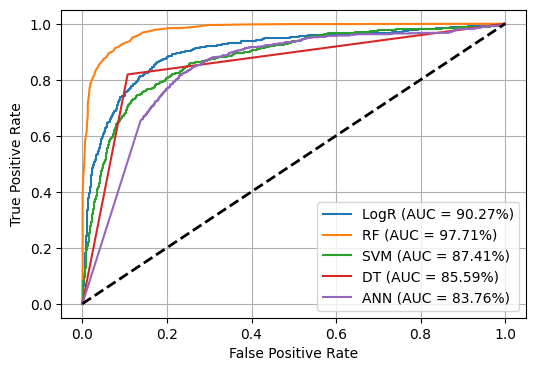 1.0
0.8
0.6
0.4
0.2
0.0
True Positive Rate
LogR (AUC = 90.27%)
RF (AUC = 97.71%)
SVM (AUC = 87.41%)
DT (AUC = 85.59%)
ANN (AUC = 83.76%)
0.0 0.2 0.4 0.6 0.8 1.0
False Positive Rate